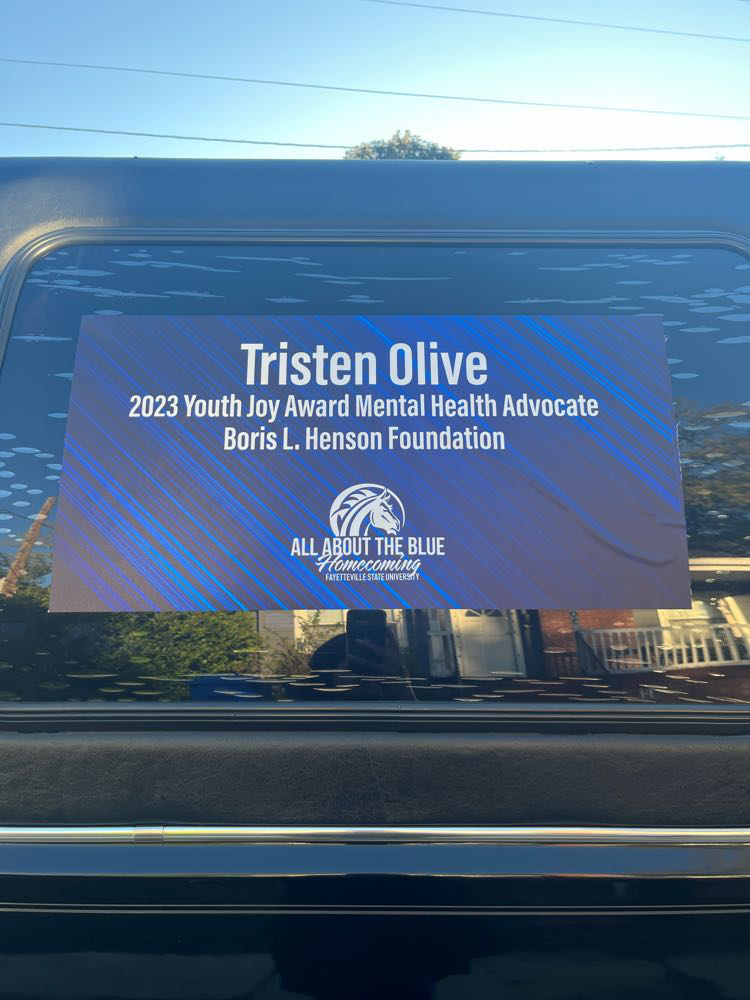 Tristen Olive
2023 Youth Joy Award Mental Health Advocate
Boris L. Henson Foundation
ALL ABOUT THE BLUE
Homecoming
FAYETTEVILLE STATE UNIVERSITY